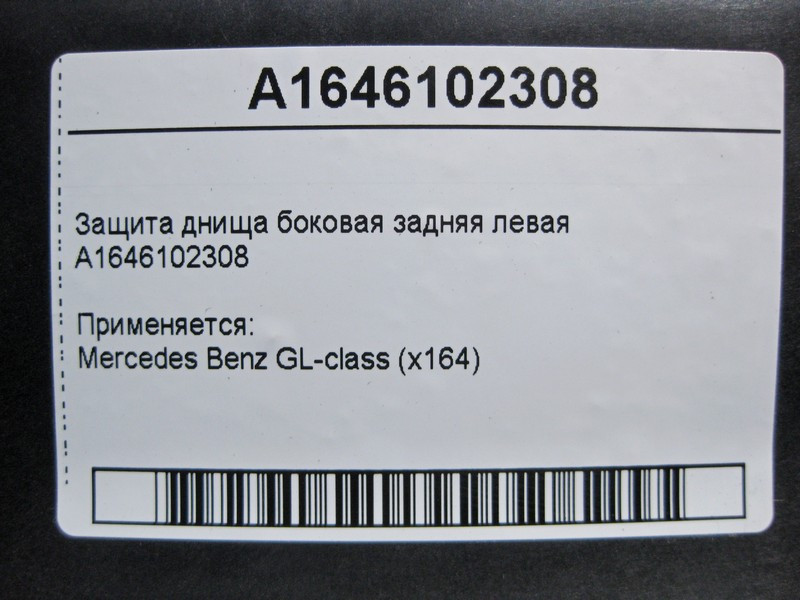 A1646102308
Защита днища боковая задняя левая
A1646102308
Применяется:
Mercedes Benz GL-class (x164)